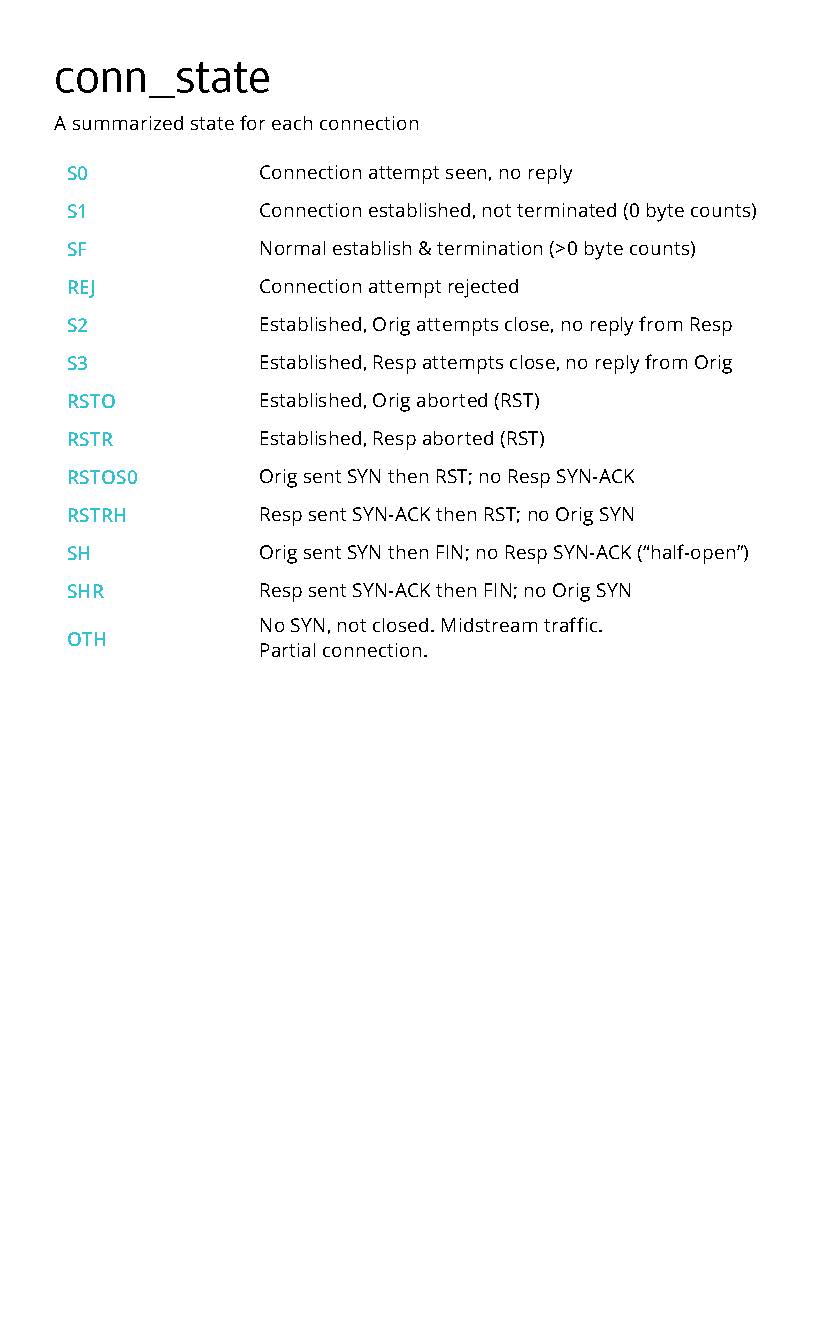 conn_state
A summarized state for each connection
S0 Connection attempt seen, no reply
S1 Connection established, not terminated (0 byte counts)
SF Normal establish & termination (>0 byte counts)
REJ Connection attempt rejected
S2 Established, Orig attempts close, no reply from Resp
S3 Established, Resp attempts close, no reply from Orig
RSTO Established, Orig aborted (RST)
RSTR Established, Resp aborted (RST)
RSTOS0 Orig sent SYN then RST; no Resp SYN-ACK
RSTRH Resp sent SYN-ACK then RST; no Orig SYN
SH Orig sent SYN then FIN; no Resp SYN-ACK (“half-open”)
SHR Resp sent SYN-ACK then FIN; no Orig SYN
OTH No SYN, not closed. Midstream traffic.
Partial connection.